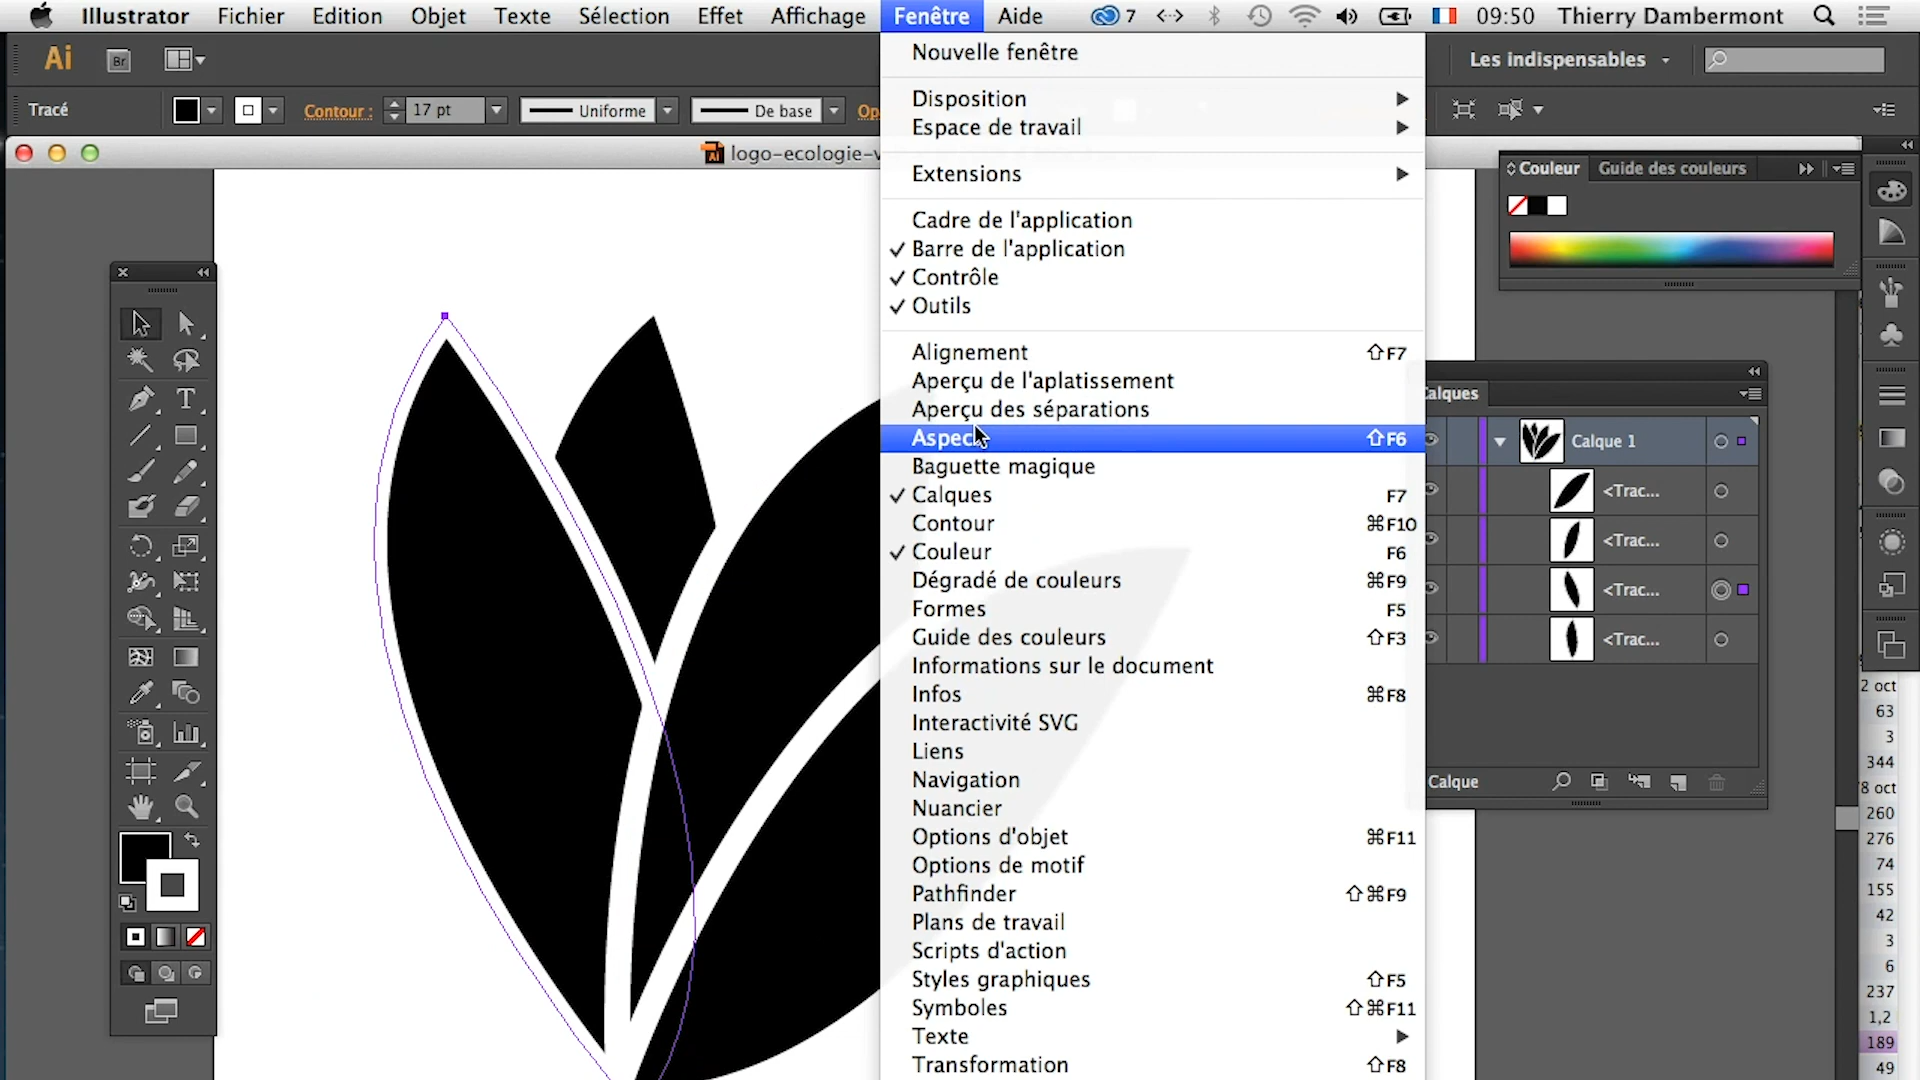 Illustrator Fichier Edition Objet Texte Sélection Effet Affichage Fenêtre Aide 7 09:50 Thierry Dambermont
Ai Br Les indispensables
Tracé Contour : 17 pt Uniforme De base Op
logo-ecologie-v
Nouvelle fenêtre
Disposition
Espace de travail
Extensions
Cadre de l'application
Barre de l'application
Contrôle
Outils
Alignement ⇧F7
Aperçu de l'aplatissement
Aperçu des séparations
Aspec ⇧F6
Baguette magique
Calques F7
Contour ⌘F10
Couleur F6
Dégradé de couleurs ⌘F9
Formes F5
Guide des couleurs ⇧F3
Informations sur le document
Infos ⌘F8
Interactivité SVG
Liens
Navigation
Nuancier
Options d'objet ⌘F11
Options de motif
Pathfinder ⇧⌘F9
Plans de travail
Scripts d'action
Styles graphiques ⇧F5
Symboles ⇧⌘F11
Texte
Transformation ⇧F8
Couleur Guide des couleurs
Calques
Calque 1
<Trac...
<Trac...
<Trac...
<Trac...
Calque
2 oct
63
3
344
8 oct
260
276
74
155
42
3
6
237
1,2
189
49